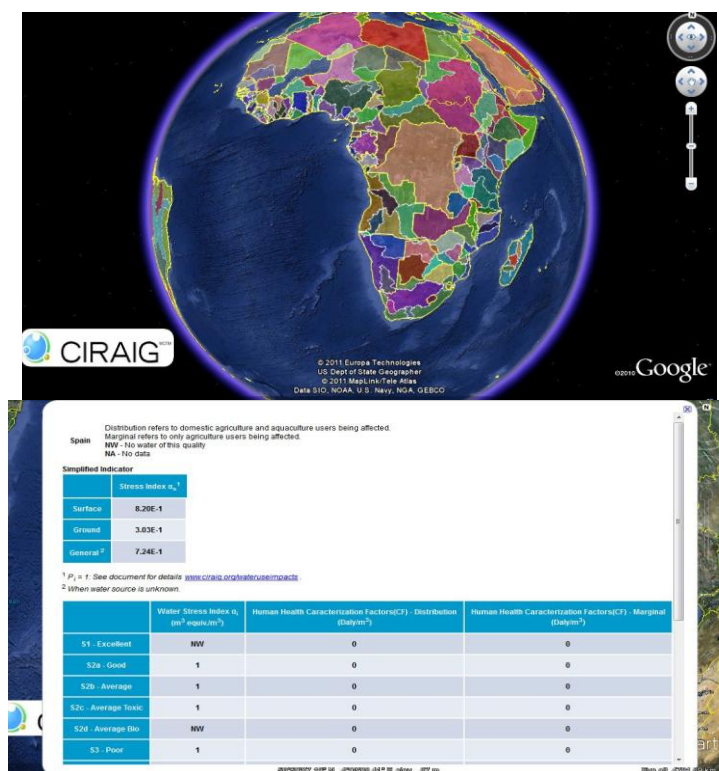 N
CIRAIG
© 2011 Europa Technologies
US Dept of State Geographer
© 2011 MapLink/Tele Atlas
Data SIO, NOAA, U.S. Navy, NGA, GEBCO
©2010 Google
N
Spain
Distribution refers to domestic agriculture and aquaculture users being affected.
Marginal refers to only agriculture users being affected.
NW - No water of this quality
NA - No data
Simplified Indicator
Stress Index αₑ¹
Surface 8.20E-1
Ground 3.03E-1
General ² 7.24E-1
¹ Pᵢ = 1: See document for details www.ciraig.org/wateruseimpacts .
² When water source is unknown.
Water Stress Index αᵢ (m³ equiv./m³) Human Health Caracterization Factors(CF) - Distribution (Daly/m³) Human Health Caracterization Factors(CF) - Marginal (Daly/m³)
S1 - Excellent NW 0 0
S2a - Good 1 0 0
S2b - Average 1 0 0
S2c - Average Toxic 1 0 0
S2d - Average Bio NW 0 0
S3 - Poor 1 0 0